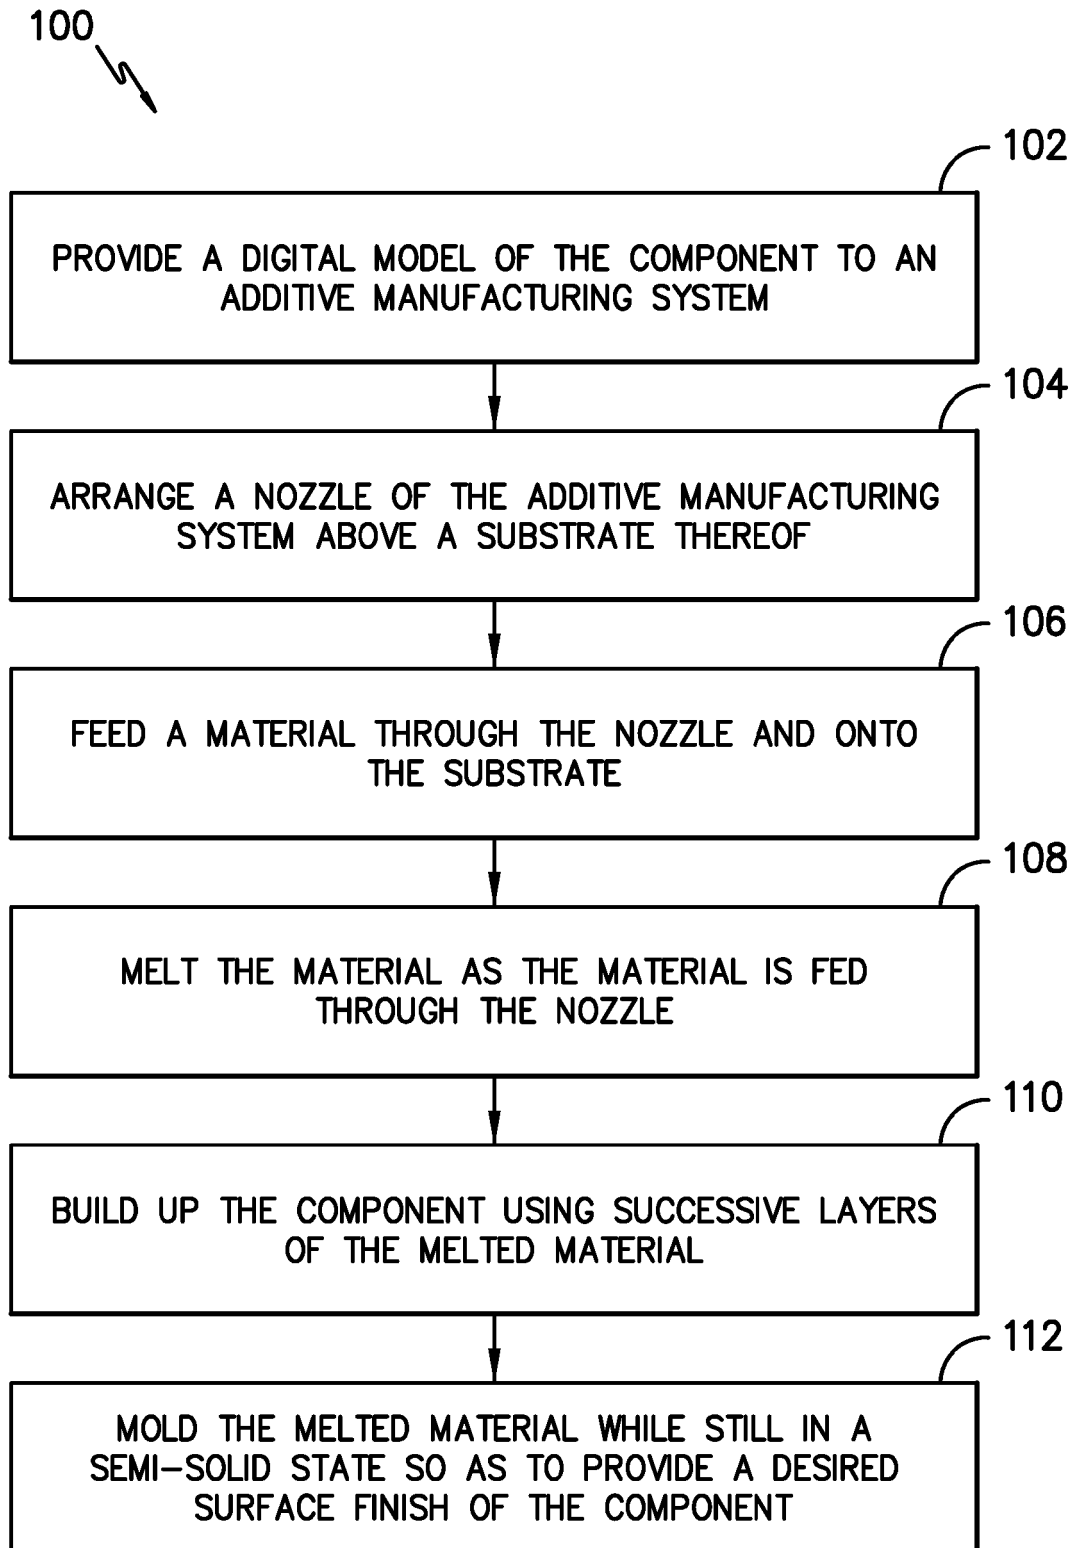 100
102
PROVIDE A DIGITAL MODEL OF THE COMPONENT TO AN
ADDITIVE MANUFACTURING SYSTEM
104
ARRANGE A NOZZLE OF THE ADDITIVE MANUFACTURING
SYSTEM ABOVE A SUBSTRATE THEREOF
106
FEED A MATERIAL THROUGH THE NOZZLE AND ONTO
THE SUBSTRATE
108
MELT THE MATERIAL AS THE MATERIAL IS FED
THROUGH THE NOZZLE
110
BUILD UP THE COMPONENT USING SUCCESSIVE LAYERS
OF THE MELTED MATERIAL
112
MOLD THE MELTED MATERIAL WHILE STILL IN A
SEMI-SOLID STATE SO AS TO PROVIDE A DESIRED
SURFACE FINISH OF THE COMPONENT